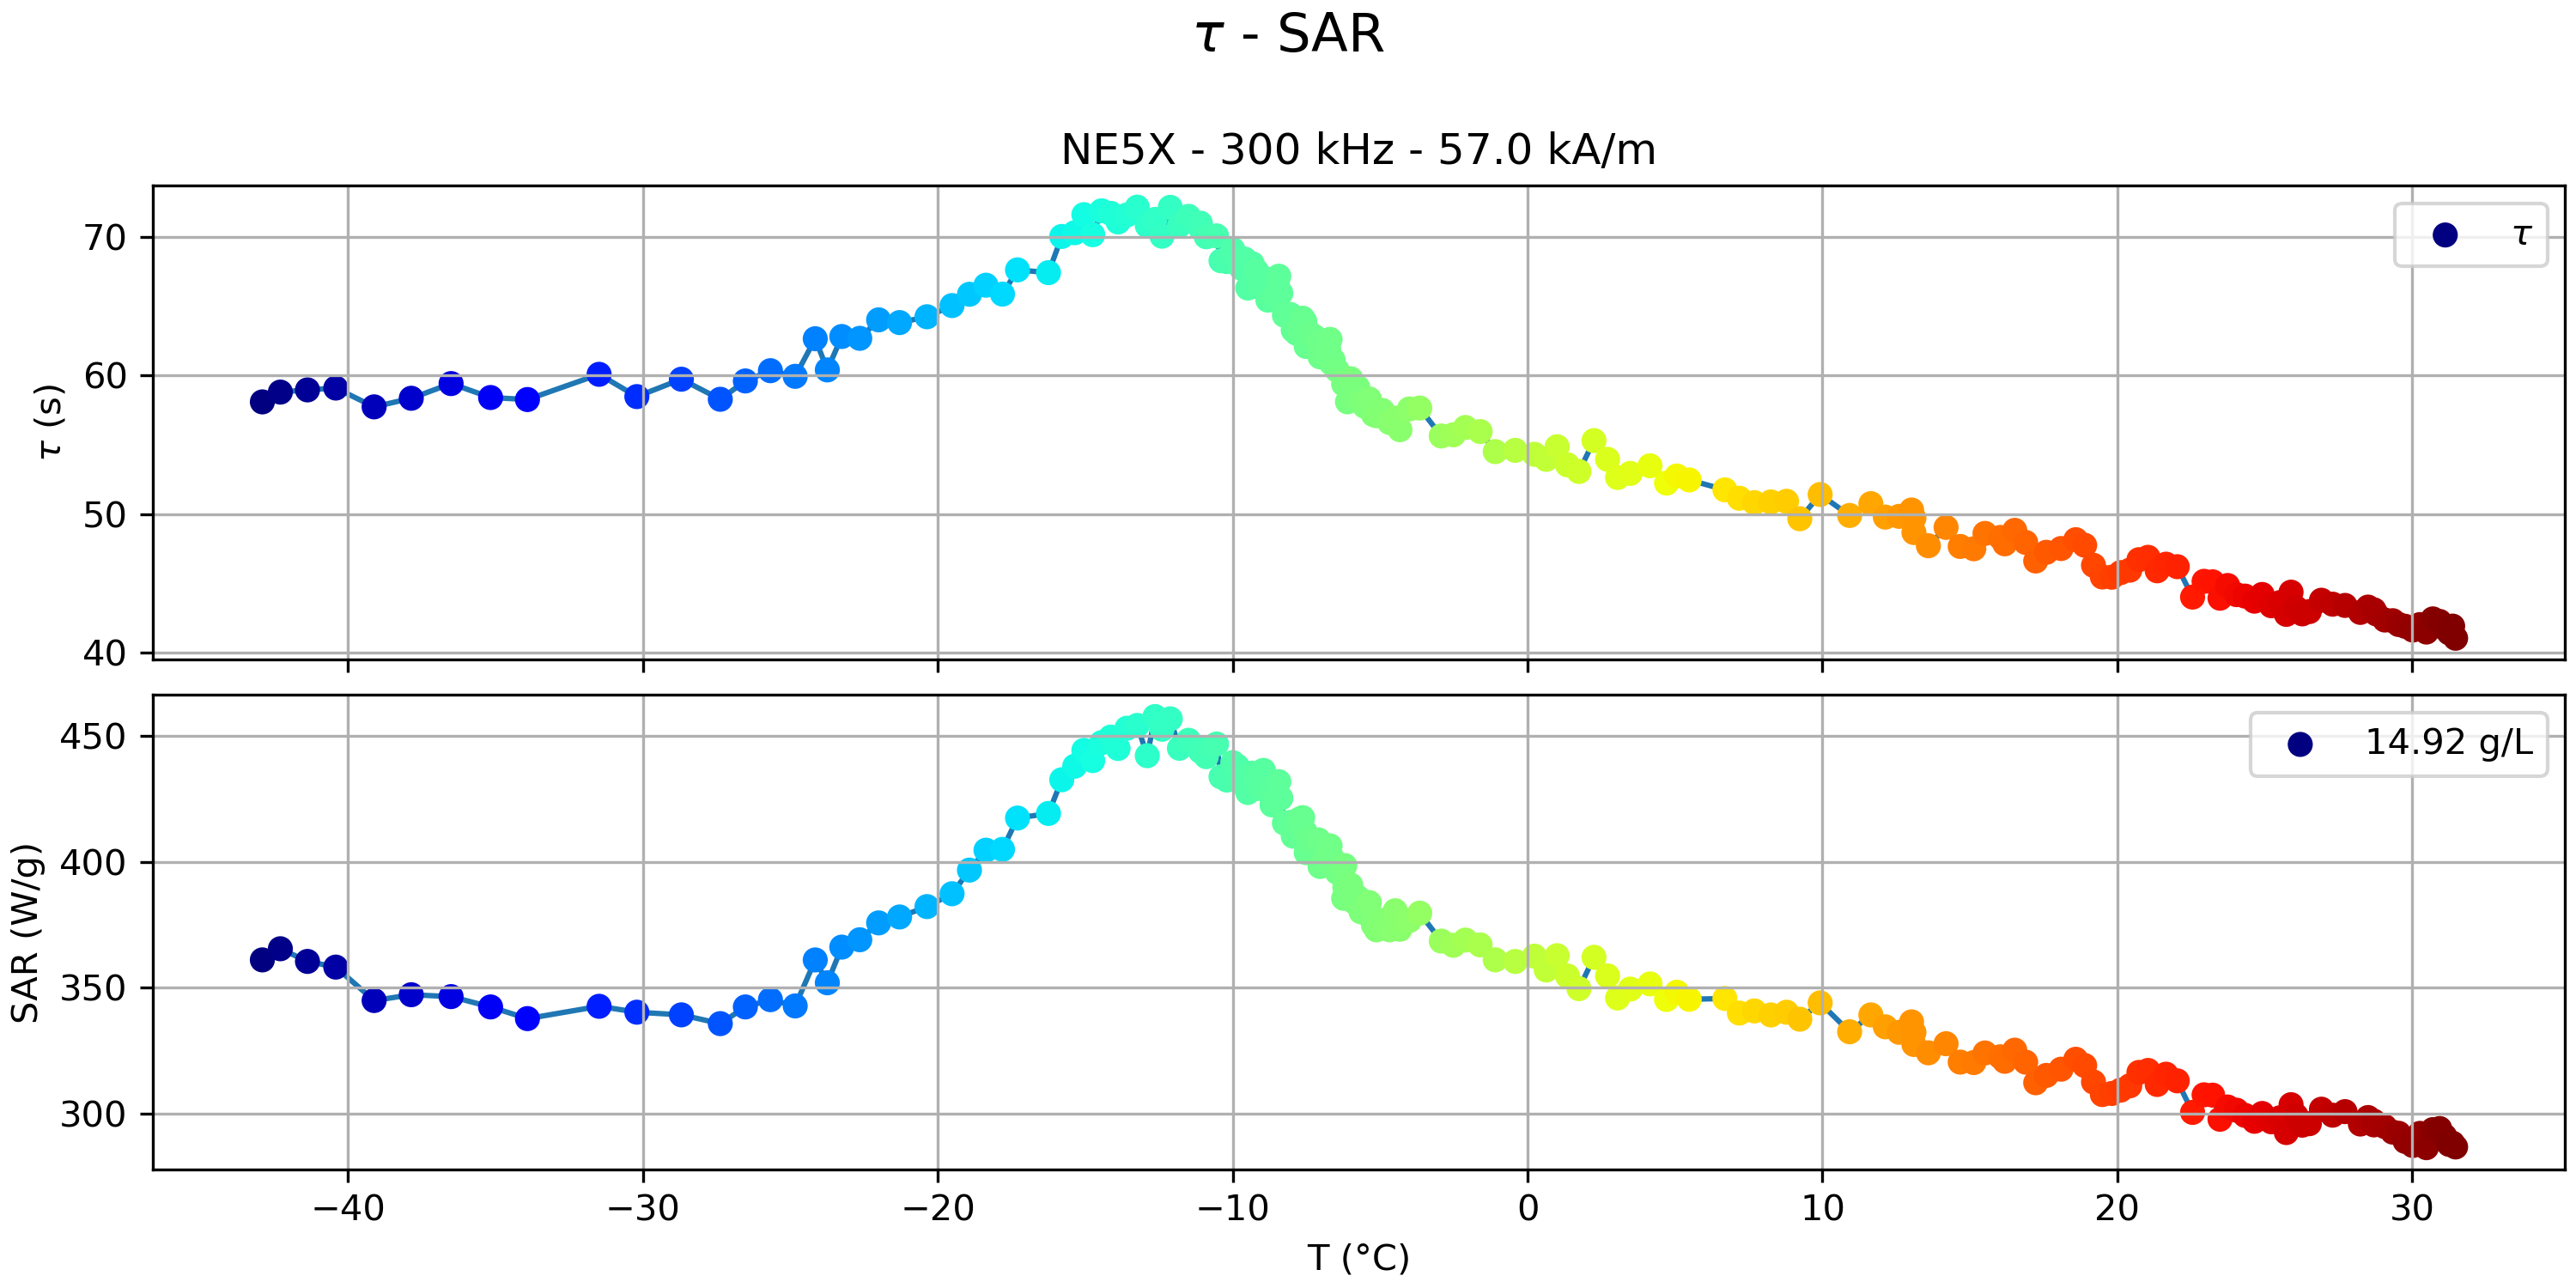 τ - SAR
NE5X - 300 kHz - 57.0 kA/m
τ (s)
70
60
50
40
τ
SAR (W/g)
450
400
350
300
14.92 g/L
−40
−30
−20
−10
0
10
20
30
T (°C)